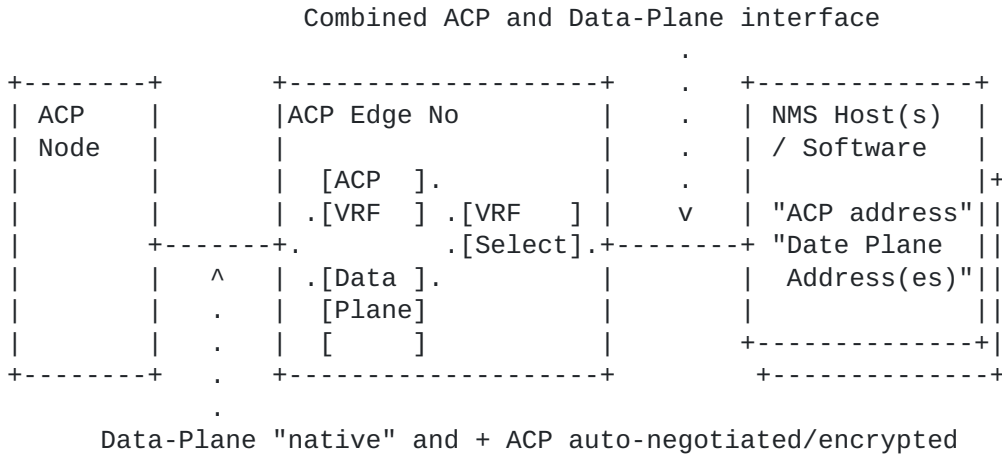 Combined ACP and Data-Plane interface
.
+--------+       +--------------------+   .   +--------------+
| ACP    |       |ACP Edge No         |   .   | NMS Host(s)  |
| Node   |       |                    |   .   | / Software   |
|        |       |  [ACP  ].          |   .   |              |+
|        |       | .[VRF  ] .[VRF   ] |   v   | "ACP address"||
|        +-------+.         .[Select].+--------+ "Date Plane  ||
|        |   ^   | .[Data ].          |       |  Address(es)"||
|        |   .   |  [Plane]           |       |              ||
|        |   .   |  [     ]           |       +--------------+|
+--------+   .   +--------------------+        +--------------+
.
Data-Plane "native" and + ACP auto-negotiated/encrypted